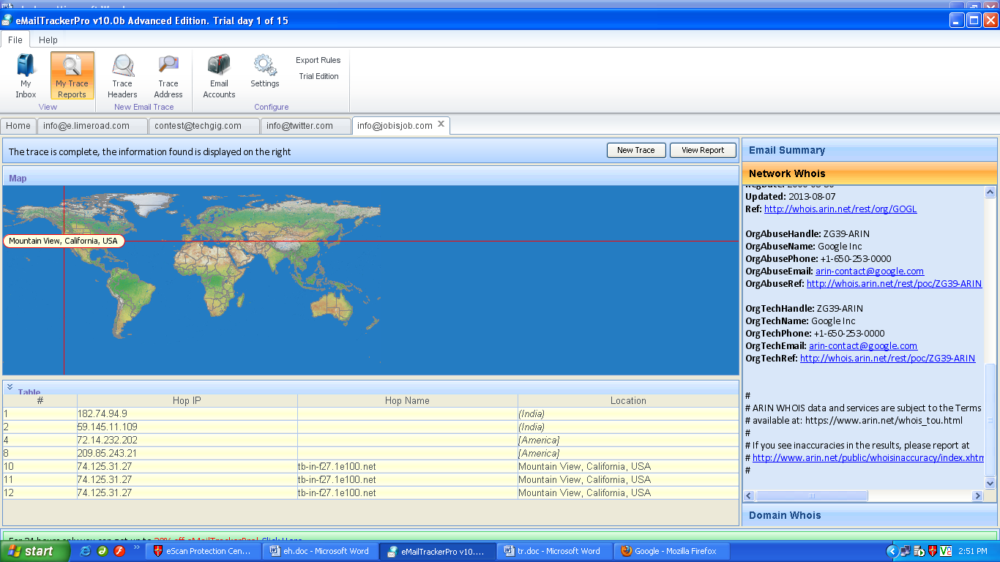 eMailTrackerPro v10.0b Advanced Edition. Trial day 1 of 15
File Help
My Inbox
My Trace Reports
View
Trace Headers
Trace Address
New Email Trace
Email Accounts
Settings
Export Rules
Trial Edition
Configure
Home
info@e.limeroad.com
contest@techgig.com
info@twitter.com
info@jobisjob.com
The trace is complete, the information found is displayed on the right
New Trace
View Report
Map
Mountain View, California, USA
Table
# Hop IP Hop Name Location
1 182.74.94.9 (India)
2 59.145.11.109 (India)
4 72.14.232.202 [America]
8 209.85.243.21 [America]
10 74.125.31.27 tb-in-f27.1e100.net Mountain View, California, USA
11 74.125.31.27 tb-in-f27.1e100.net Mountain View, California, USA
12 74.125.31.27 tb-in-f27.1e100.net Mountain View, California, USA
Email Summary
Network Whois
Updated: 2013-08-07
Ref: http://whois.arin.net/rest/org/GOGL
OrgAbuseHandle: ZG39-ARIN
OrgAbuseName: Google Inc
OrgAbusePhone: +1-650-253-0000
OrgAbuseEmail: arin-contact@google.com
OrgAbuseRef: http://whois.arin.net/rest/poc/ZG39-ARIN
OrgTechHandle: ZG39-ARIN
OrgTechName: Google Inc
OrgTechPhone: +1-650-253-0000
OrgTechEmail: arin-contact@google.com
OrgTechRef: http://whois.arin.net/rest/poc/ZG39-ARIN
#
# ARIN WHOIS data and services are subject to the Terms
# available at: https://www.arin.net/whois_tou.html
#
# If you see inaccuracies in the results, please report at
# http://www.arin.net/public/whoisinaccuracy/index.xhtm
#
Domain Whois
start
eScan Protection Cen...
eh.doc - Microsoft Word
eMailTrackerPro v10....
tr.doc - Microsoft Word
Google - Mozilla Firefox
2:51 PM